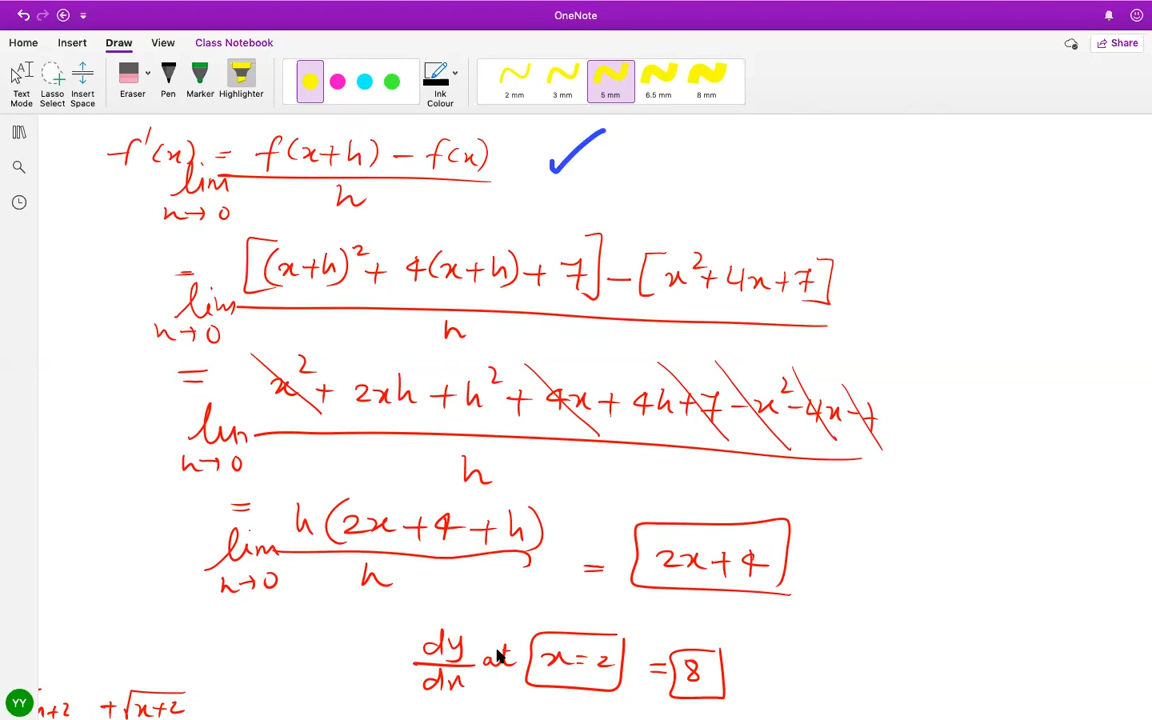 OneNote
Home Insert Draw View Class Notebook Share
Text Mode Lasso Select Insert Space Eraser Pen Marker Highlighter Ink Colour 2 mm 3 mm 5 mm 6.5 mm 8 mm
f'(x) = f(x+h) - f(x)
lim
h→0 h
= [(x+h)² + 4(x+h) + 7] - [x² + 4x + 7]
lim
h→0 h
= x² + 2xh + h² + 4x + 4h + 7 - x² - 4x - 7
lim
h→0 h
= h(2x + 4 + h)
lim
h→0 h = 2x + 4
dy/dx at x = 2 = 8
YY x+2 + √x+2